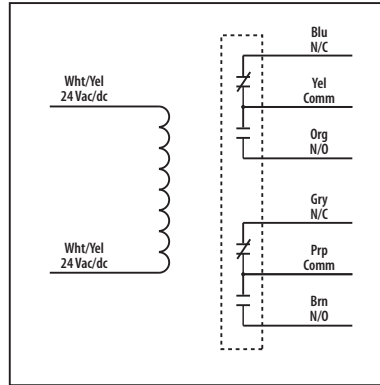 Wht/Yel
24 Vac/dc
Wht/Yel
24 Vac/dc
Blu
N/C
Yel
Comm
Org
N/O
Gry
N/C
Prp
Comm
Brn
N/O